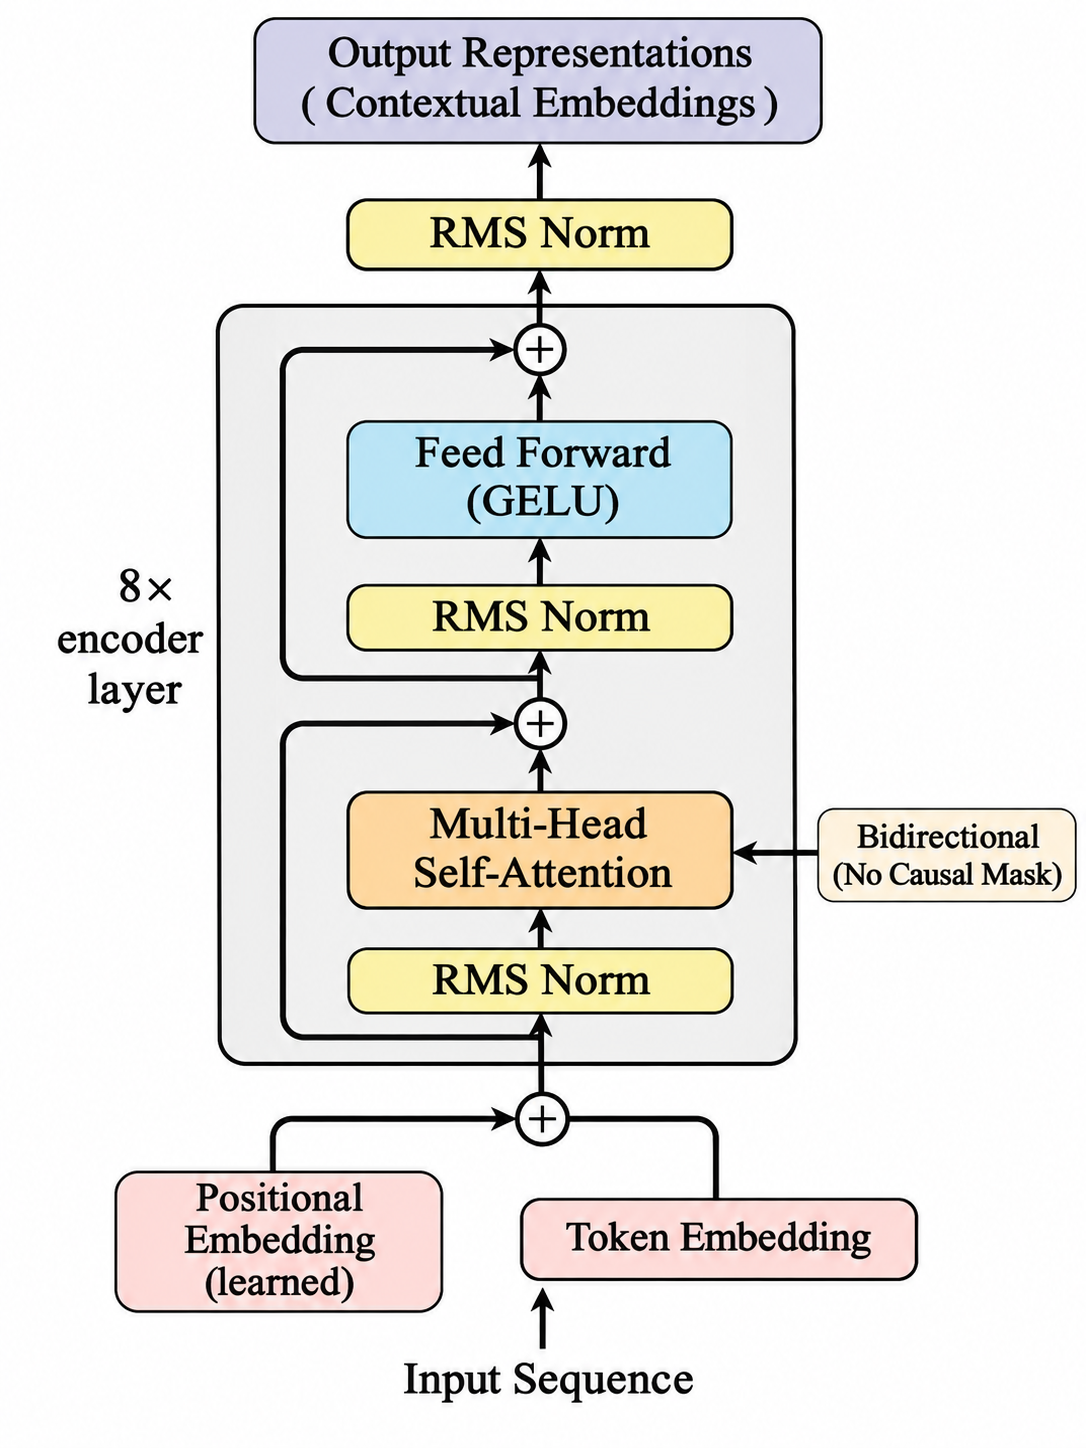 Output Representations
( Contextual Embeddings )
RMS Norm
+
Feed Forward
(GELU)
RMS Norm
8×
encoder
layer
+
Multi-Head
Self-Attention
Bidirectional
(No Causal Mask)
RMS Norm
+
Positional
Embedding
(learned)
Token Embedding
Input Sequence